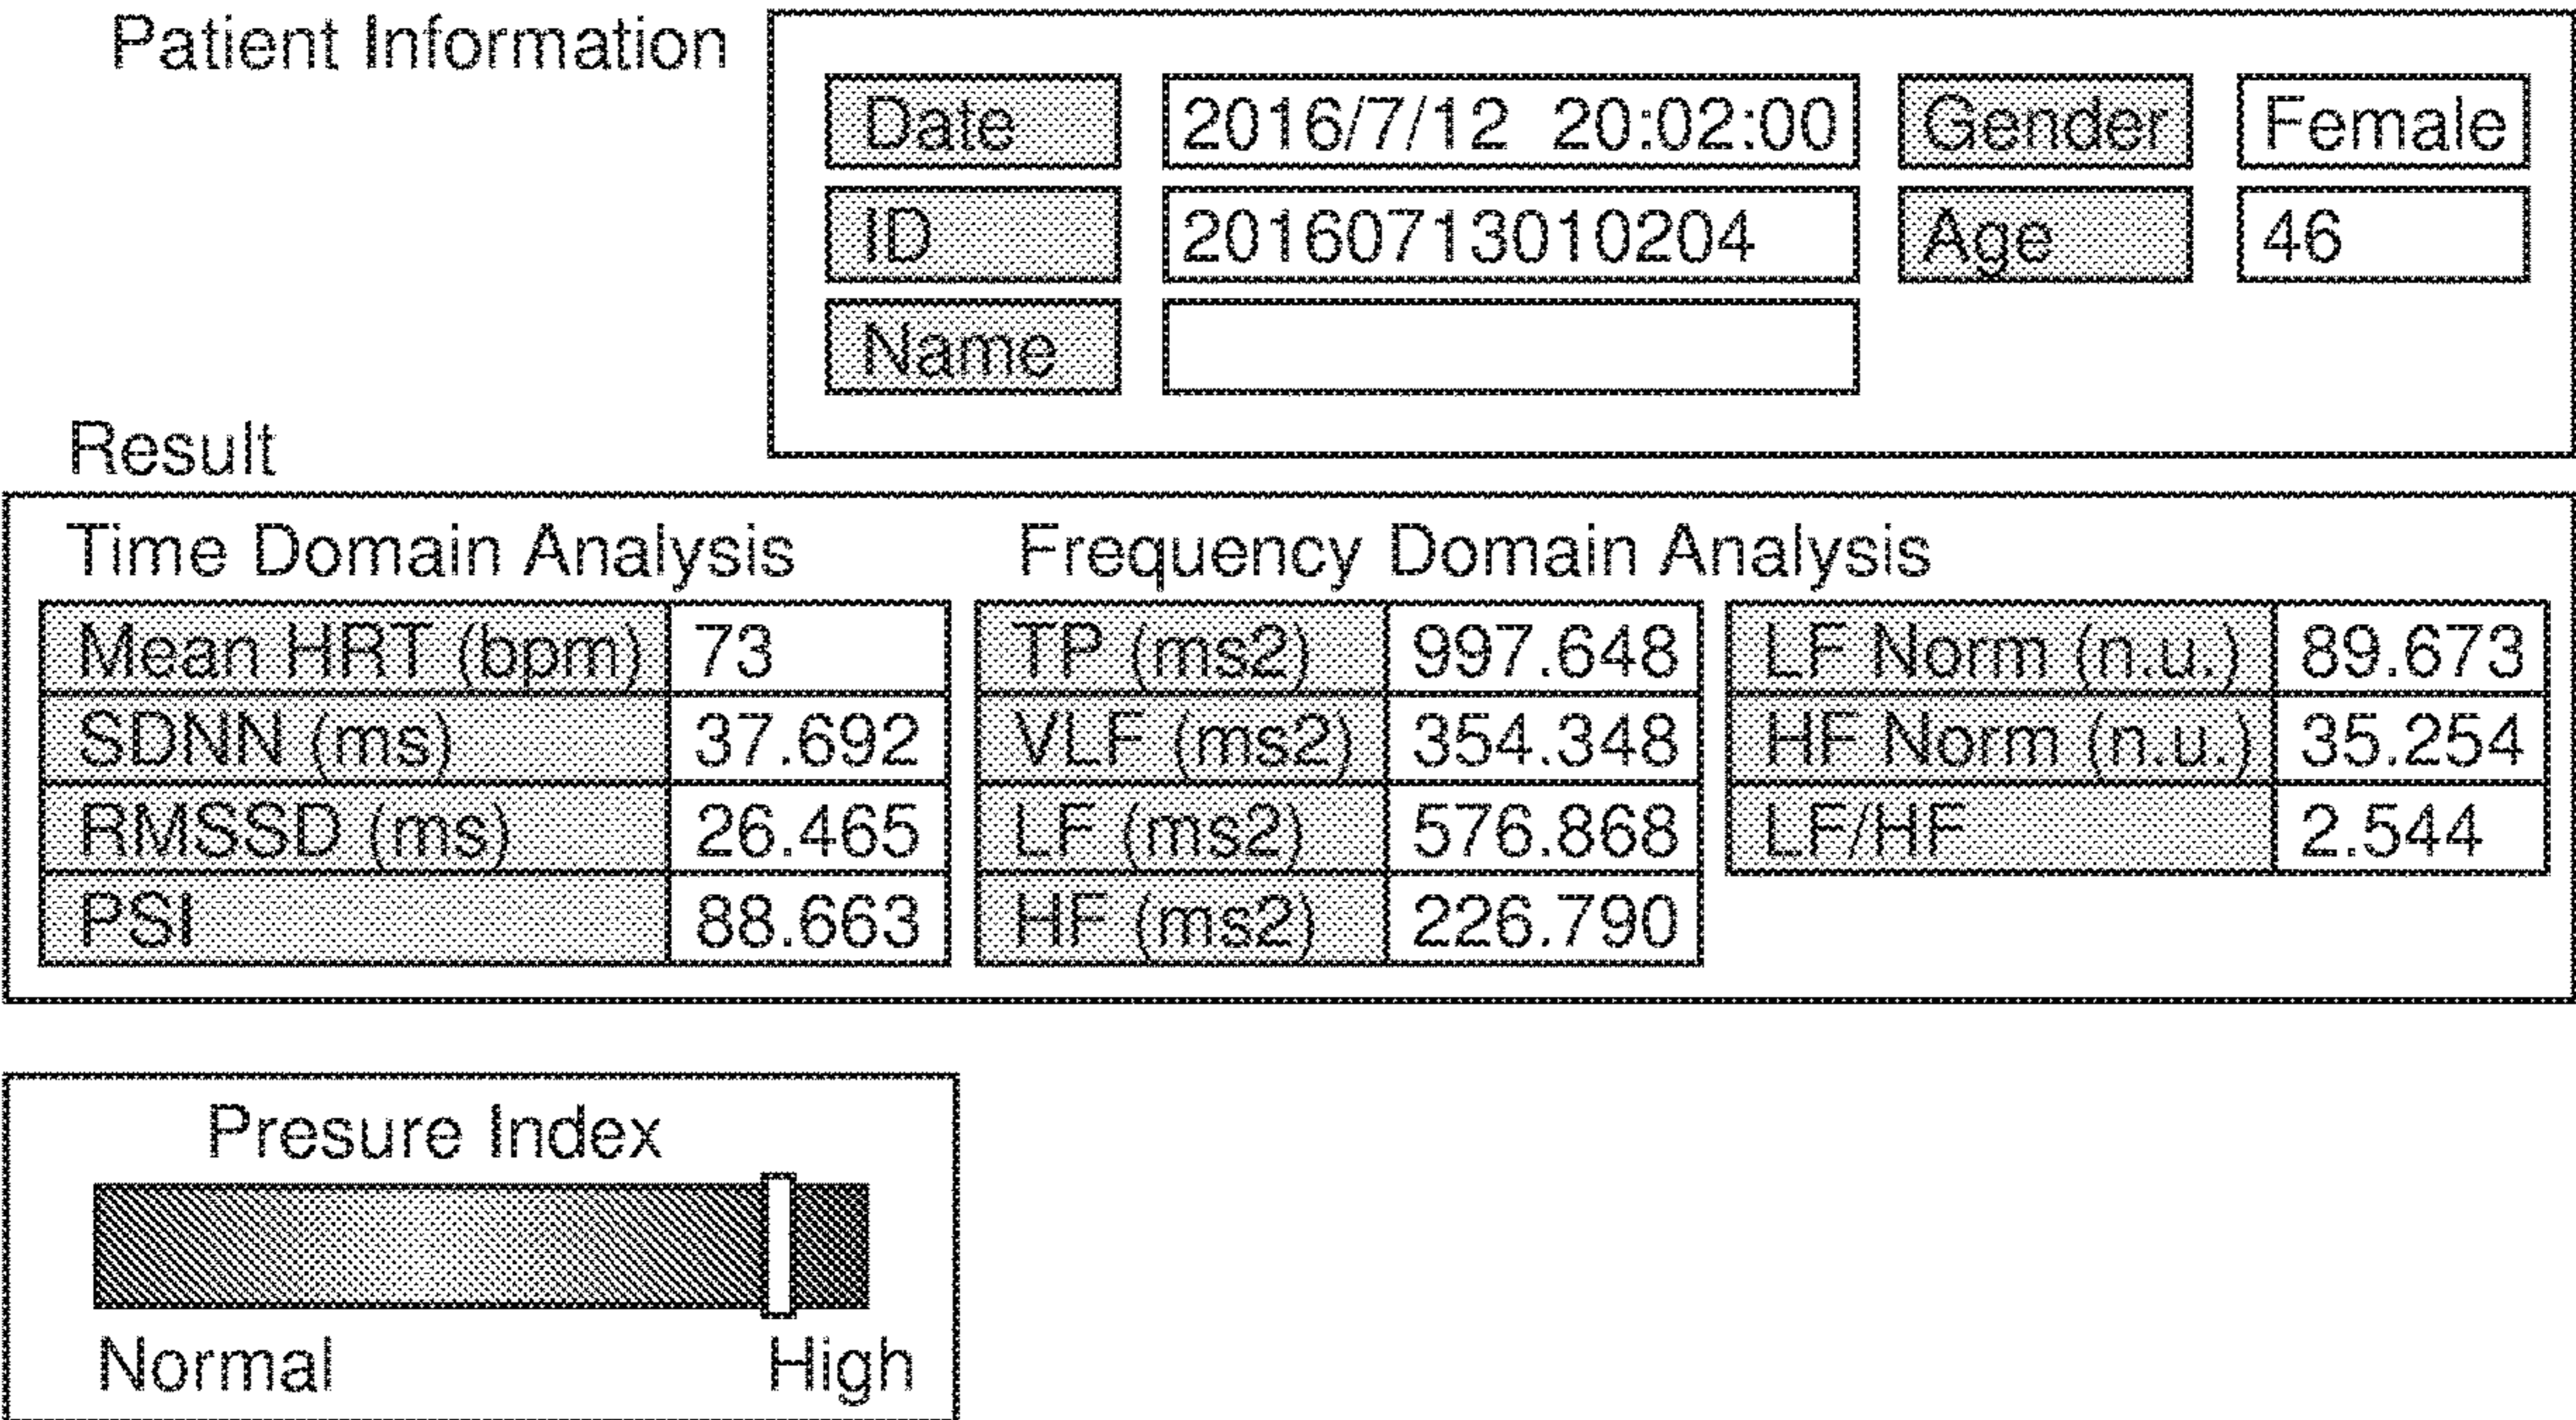 Patient Information
Date 2016/7/12 20:02:00 Gender Female
ID 20160713010204 Age 46
Name
Result
Time Domain Analysis Frequency Domain Analysis
Mean HRT (bpm) 73 TP (ms2) 997.648 LF Norm (n.u.) 89.673
SDNN (ms) 37.692 VLF (ms2) 354.348 HF Norm (n.u.) 35.254
RMSSD (ms) 26.465 LF (ms2) 576.868 LF/HF 2.544
PSI 88.663 HF (ms2) 226.790
Presure Index
Normal High